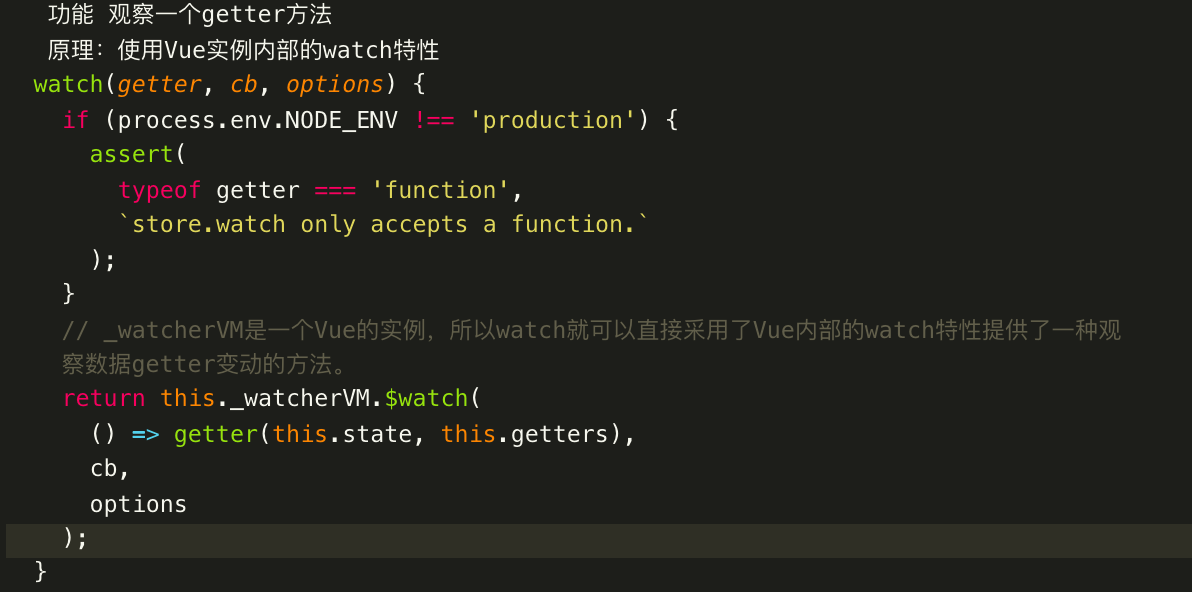 功能 观察一个getter方法
原理：使用Vue实例内部的watch特性
watch(getter, cb, options) {
if (process.env.NODE_ENV !== 'production') {
assert(
typeof getter === 'function',
`store.watch only accepts a function.`
);
}
// _watcherVM是一个Vue的实例，所以watch就可以直接采用了Vue内部的watch特性提供了一种观
察数据getter变动的方法。
return this._watcherVM.$watch(
() => getter(this.state, this.getters),
cb,
options
);
}